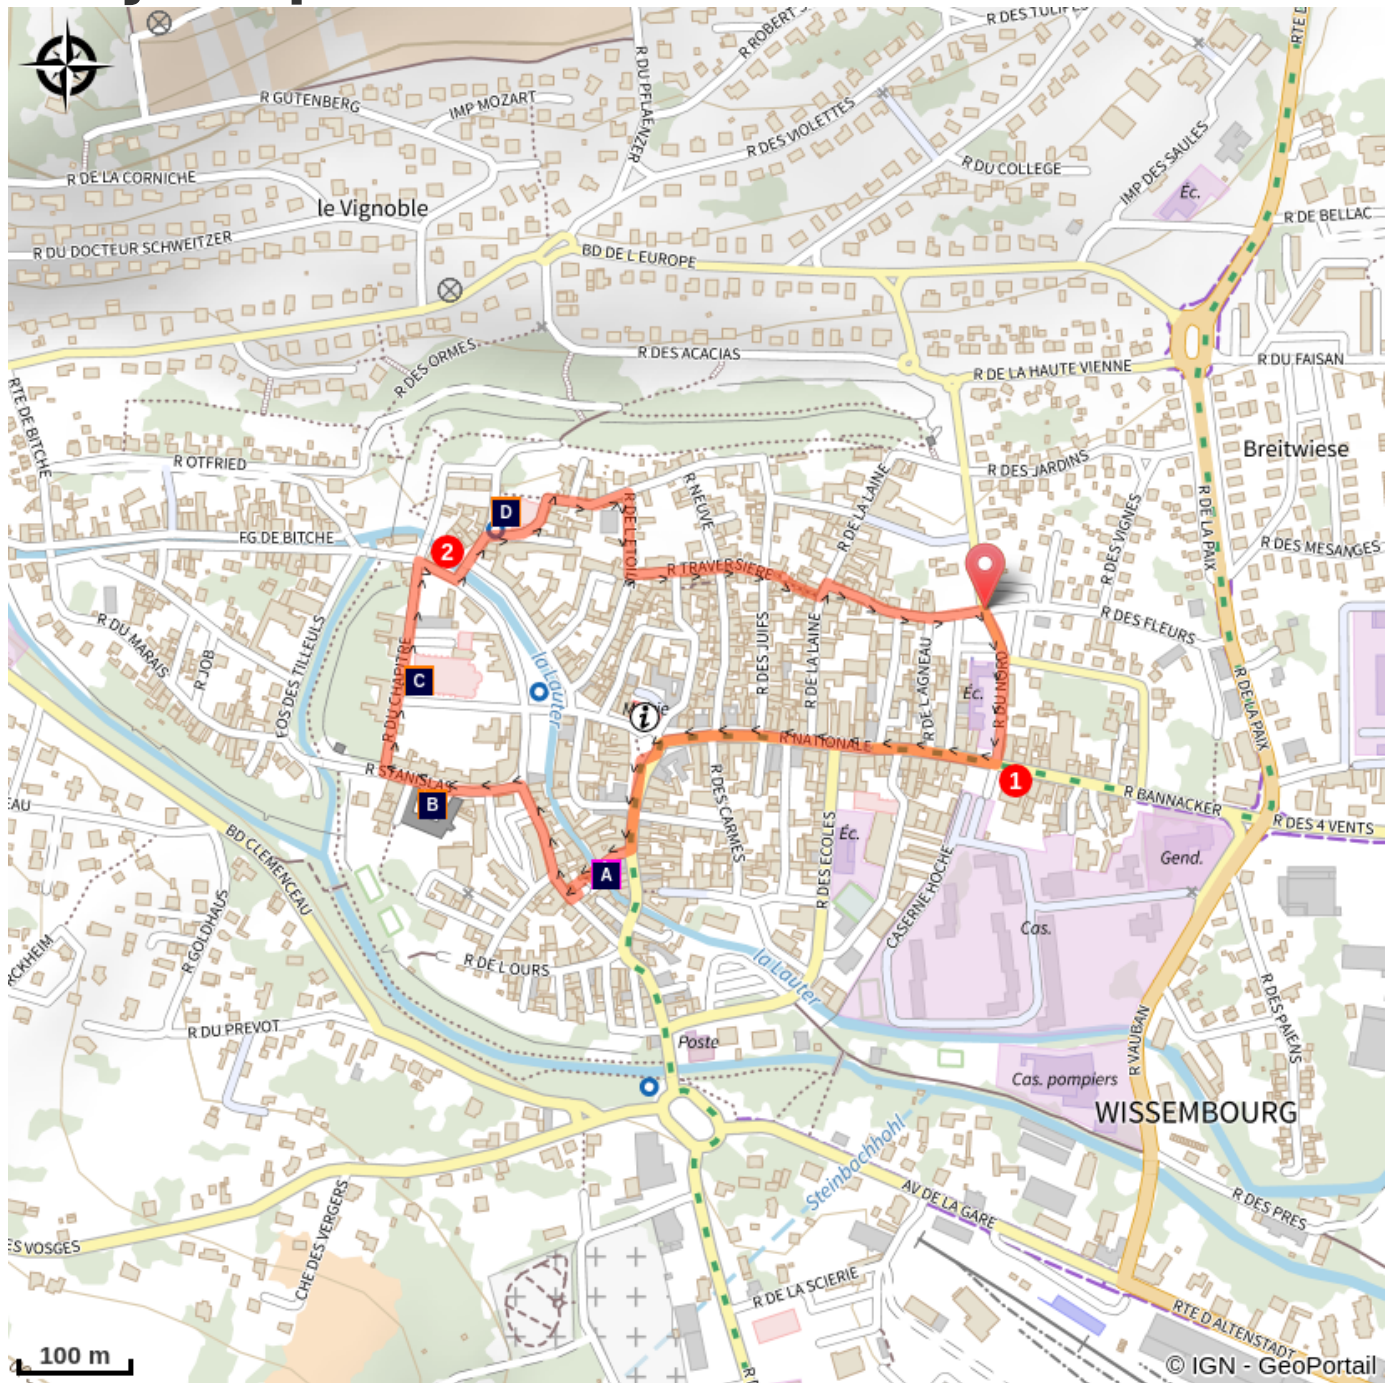 R ROBERT S
R DES TULIPES
RTE D
R DU PFLAENZER
R GUTENBERG
IMP MOZART
R DES VIOLETTES
R DU COLLEGE
IMP DES SAULES
Éc.
R DE LA CORNICHE
le Vignoble
R DE BELLAC
R DU DOCTEUR SCHWEITZER
BD DE L EUROPE
R DES ORMES
R DES ACACIAS
R DE LA HAUTE VIENNE
R DU FAISAN
RTE DE BITCHE
Breitwiese
R OTFRIED
R NEUVE
R DE LA LAINE
R DES JARDINS
R DES VIGNES
R DE LA PAIX
D
FG DE BITCHE
2
R DE L ETOILE
R TRAVERSIERE
R DES MESANGES
R DES FLEURS
R DU MARAIS
R JOB
FOS DES TILLEULS
R DU CHAPITRE
C
la Lauter
R DES JUIFS
R DE LA LAINE
R DE L AGNEAU
Éc.
R DU NORD
R DE LA PAIX
i
R NATIONALE
R STANISLAS
B
1
R BANNACKER
R DES 4 VENTS
EAU
BD CLEMENCEAU
R DES CARMES
R DES ECOLES
Éc.
Gend.
A
CASERNE HOCHE
Cas.
R GOLDHAUS
RCKHEIM
R DE L OURS
la Lauter
R DES PAIENS
R DU PREVOT
Poste
R VAUBAN
Cas. pompiers
WISSEMBOURG
Steinbachhohl
AV DE LA GARE
R DES PRES
CHE DES VERGERS
ES VOSGES
R DE LA SCIERIE
RTE D ALTENSTADT
100 m
© IGN - GeoPortail